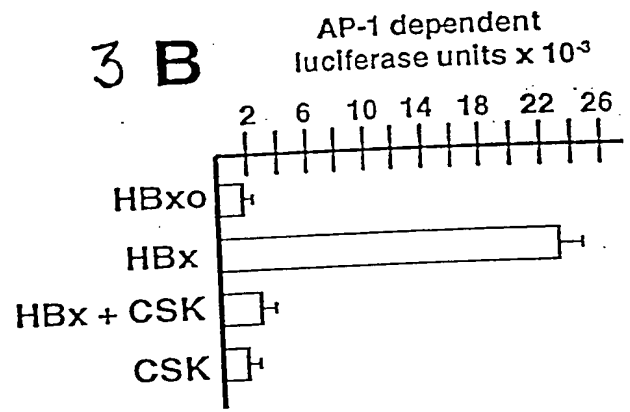 3 B
AP-1 dependent
luciferase units x 10-3
2 6 10 14 18 22 26
HBxo
HBx
HBx + CSK
CSK